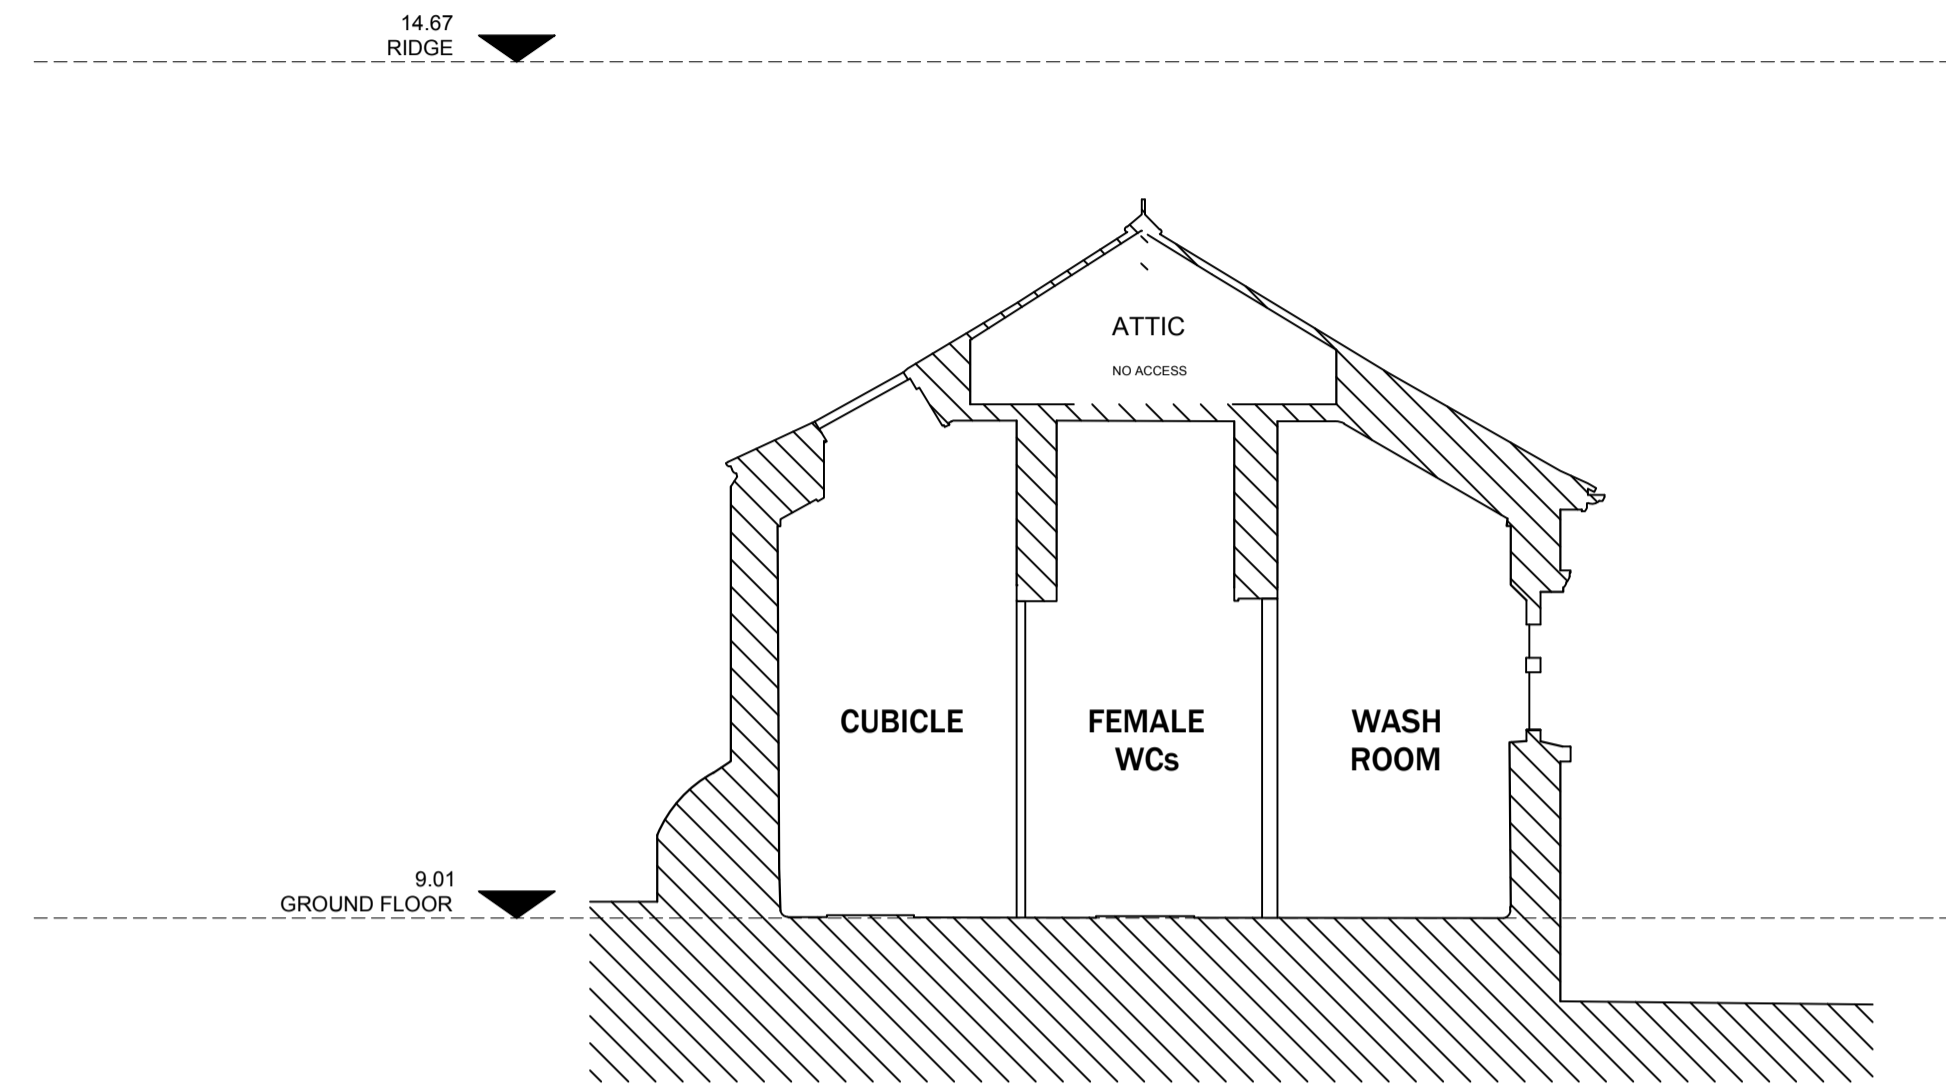 14.67
RIDGE
ATTIC
NO ACCESS
CUBICLE
FEMALE
WCs
WASH
ROOM
9.01
GROUND FLOOR